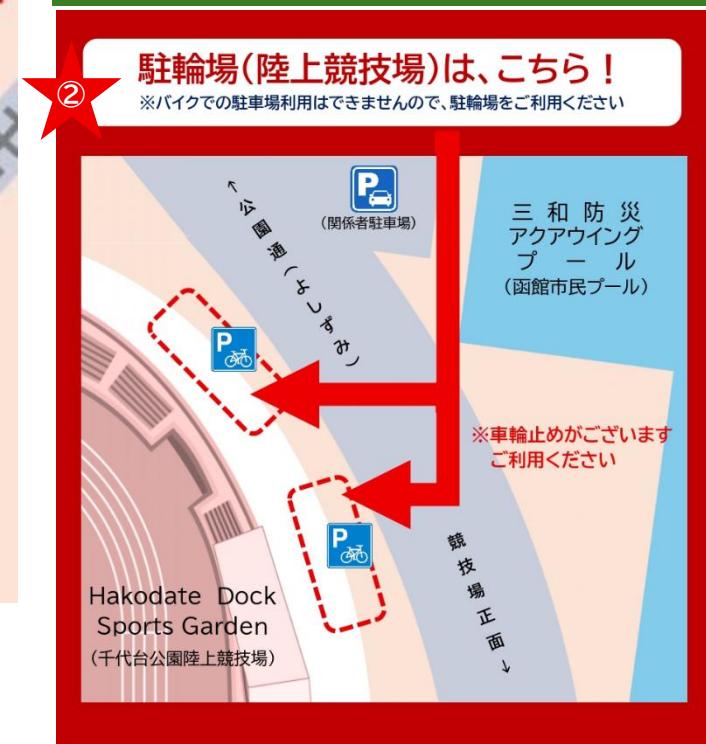 ②
駐輪場(陸上競技場)は、こちら！
※バイクでの駐車場利用はできませんので、駐輪場をご利用ください
P
(関係者駐車場)
三和防災
アクアウイング
プール
(函館市民プール)
←公園通(よしずみ)
P
※車輪止めがございます
ご利用ください
P
競技場正面→
Hakodate Dock
Sports Garden
(千代台公園陸上競技場)